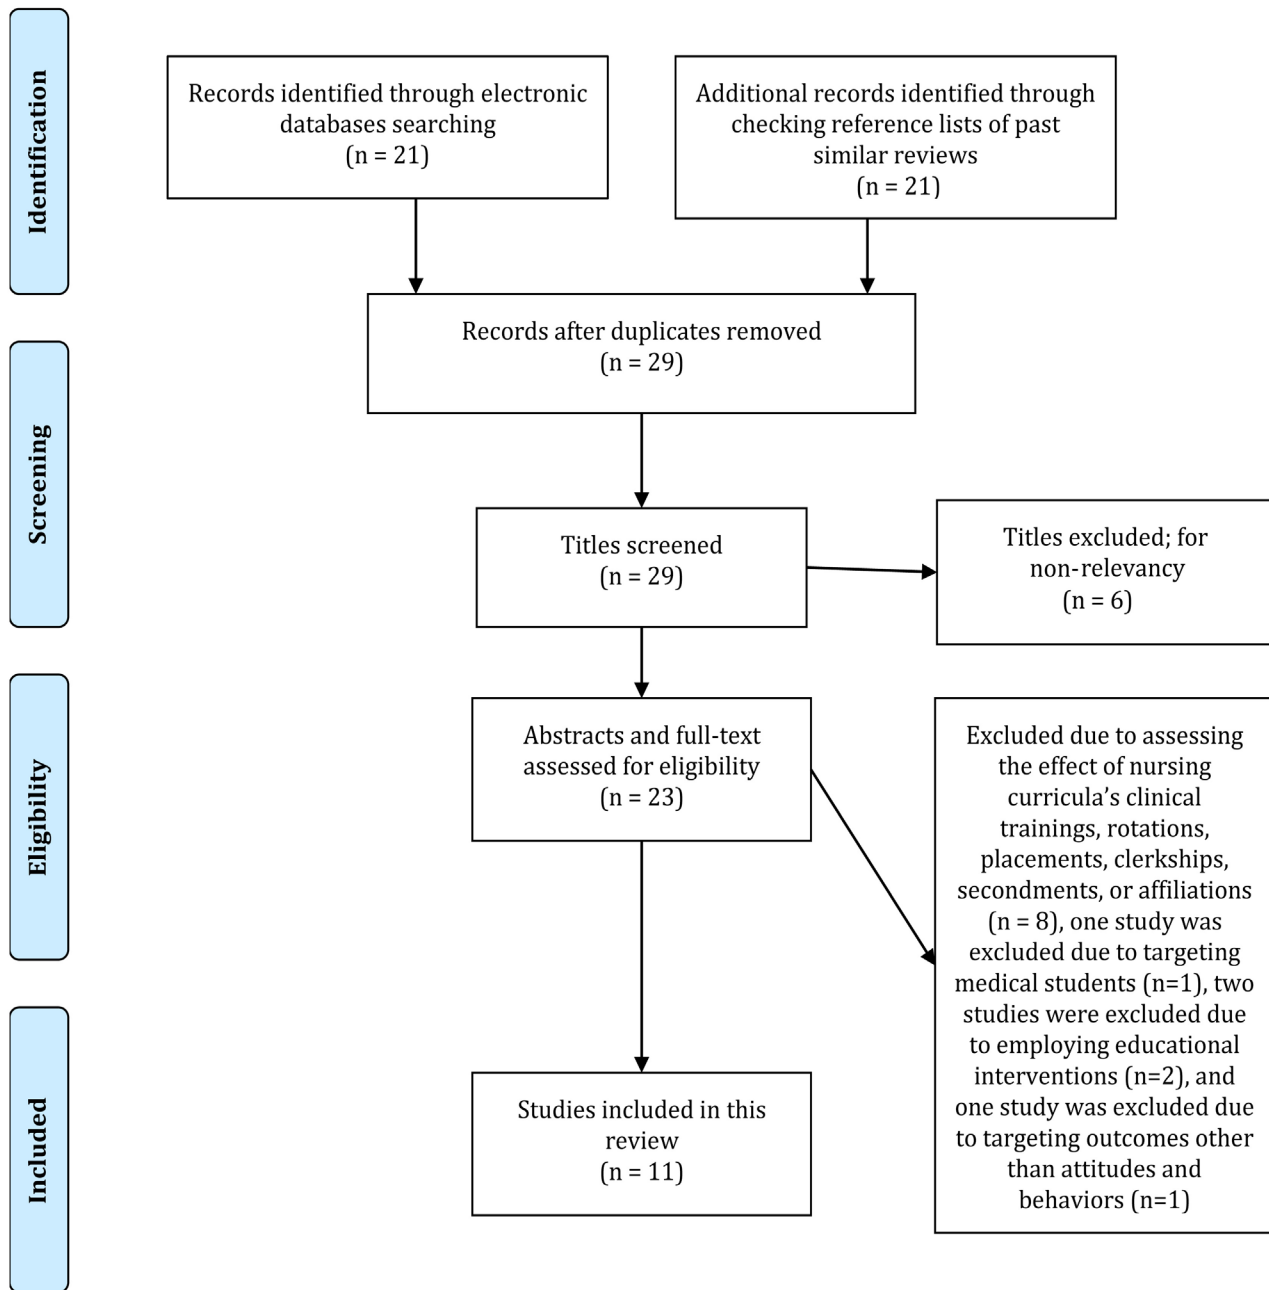 Identification
Records identified through electronic
databases searching
(n = 21)
Additional records identified through
checking reference lists of past
similar reviews
(n = 21)
Records after duplicates removed
(n = 29)
Screening
Titles screened
(n = 29)
Titles excluded; for
non-relevancy
(n = 6)
Eligibility
Abstracts and full-text
assessed for eligibility
(n = 23)
Excluded due to assessing
the effect of nursing
curricula’s clinical
trainings, rotations,
placements, clerkships,
secondments, or affiliations
(n = 8), one study was
excluded due to targeting
medical students (n=1), two
studies were excluded due
to employing educational
interventions (n=2), and
one study was excluded due
to targeting outcomes other
than attitudes and
behaviors (n=1)
Included
Studies included in this
review
(n = 11)